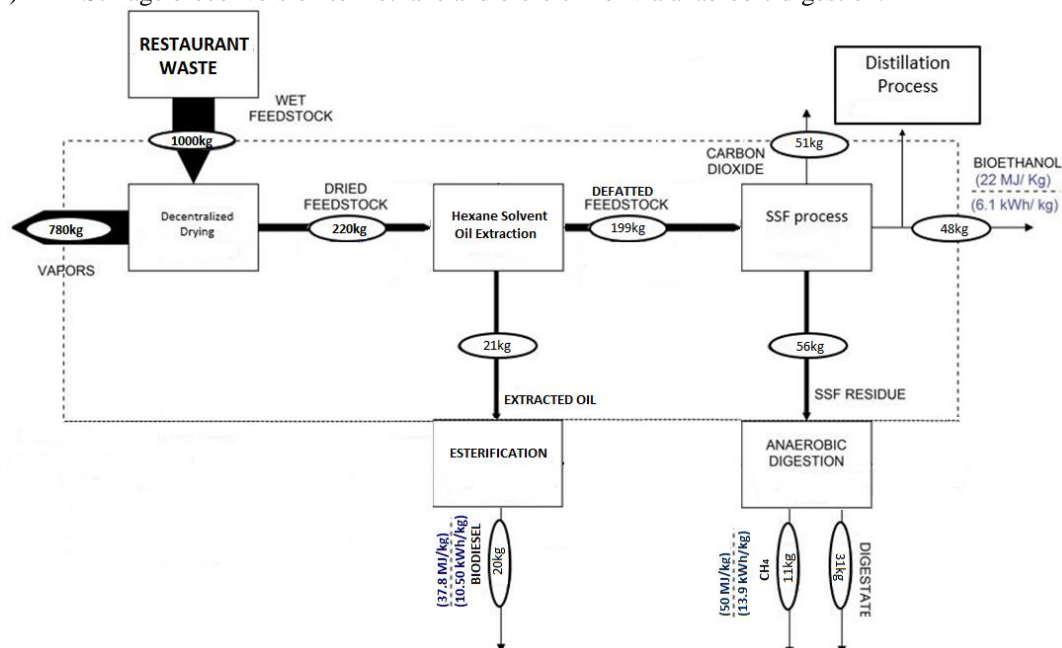 RESTAURANT
WASTE
WET
FEEDSTOCK
1000kg
Distillation
Process
51kg
CARBON
DIOXIDE
BIOETHANOL
(22 MJ/ Kg)
(6.1 kWh/ kg)
48kg
Decentralized
Drying
780kg
VAPORS
DRIED
FEEDSTOCK
220kg
Hexane Solvent
Oil Extraction
DEFATTED
FEEDSTOCK
199kg
SSF process
21kg
EXTRACTED OIL
56kg
SSF RESIDUE
ESTERIFICATION
ANAEROBIC
DIGESTION
(37.8 MJ/kg)
(10.50 kWh/kg)
BIODIESEL
20kg
(50 MJ/kg)
(13.9 kWh/kg)
CH₄
11kg
31kg
DIGESTATE